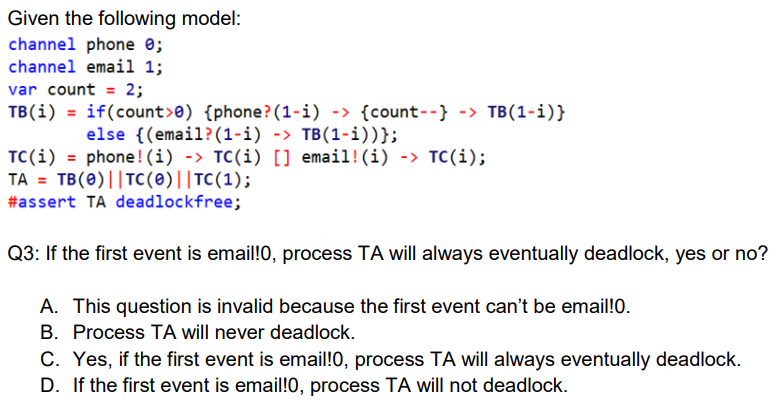 Given the following model:
channel phone 0;
channel email 1;
var count = 2;
TB(i) = if(count>0) {phone?(1-i) -> {count--} -> TB(1-i)}
else {(email?(1-i) -> TB(1-i))};
TC(i) = phone!(i) -> TC(i) [] email!(i) -> TC(i);
TA = TB(0)||TC(0)||TC(1);
#assert TA deadlockfree;
Q3: If the first event is email!0, process TA will always eventually deadlock, yes or no?
A. This question is invalid because the first event can’t be email!0.
B. Process TA will never deadlock.
C. Yes, if the first event is email!0, process TA will always eventually deadlock.
D. If the first event is email!0, process TA will not deadlock.